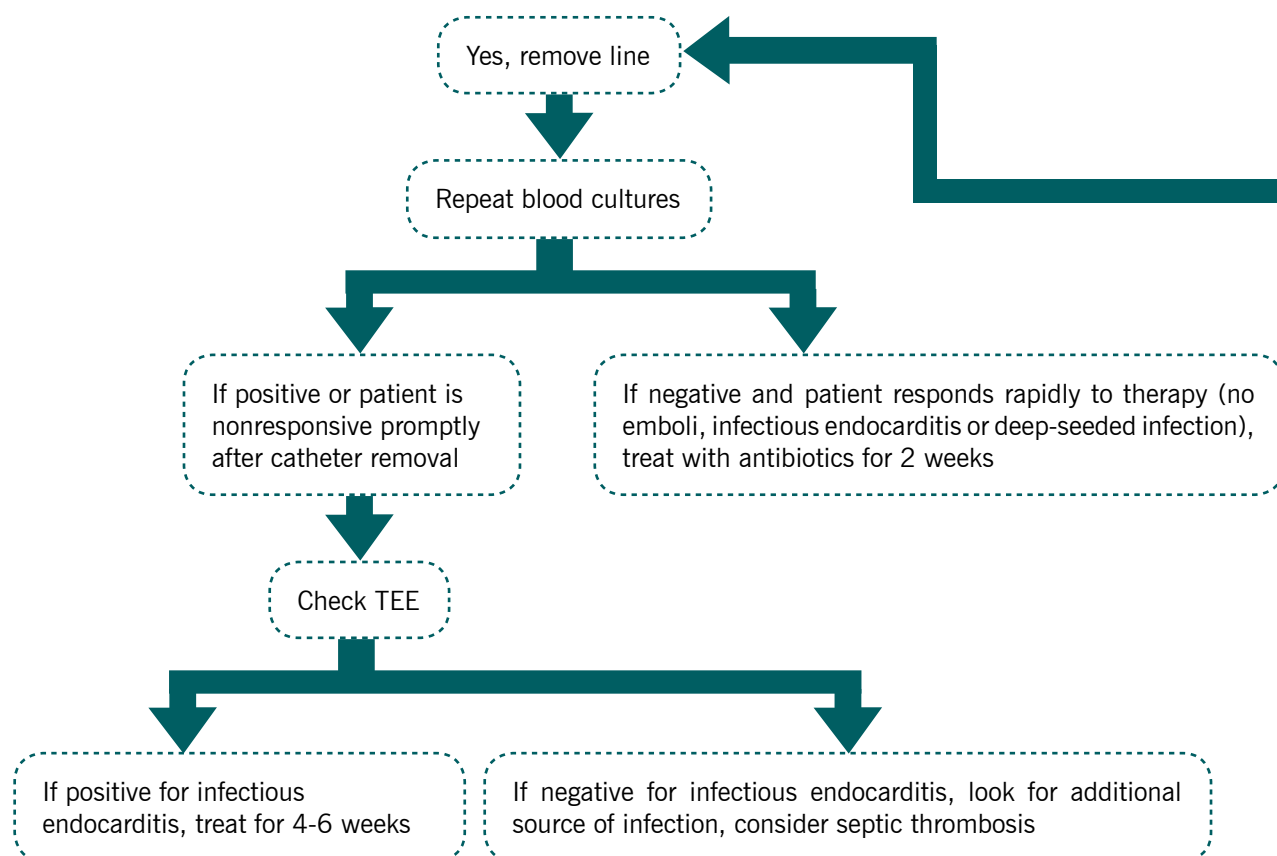 Yes, remove line
Repeat blood cultures
If positive or patient is
nonresponsive promptly
after catheter removal
If negative and patient responds rapidly to therapy (no
emboli, infectious endocarditis or deep-seeded infection),
treat with antibiotics for 2 weeks
Check TEE
If positive for infectious
endocarditis, treat for 4-6 weeks
If negative for infectious endocarditis, look for additional
source of infection, consider septic thrombosis